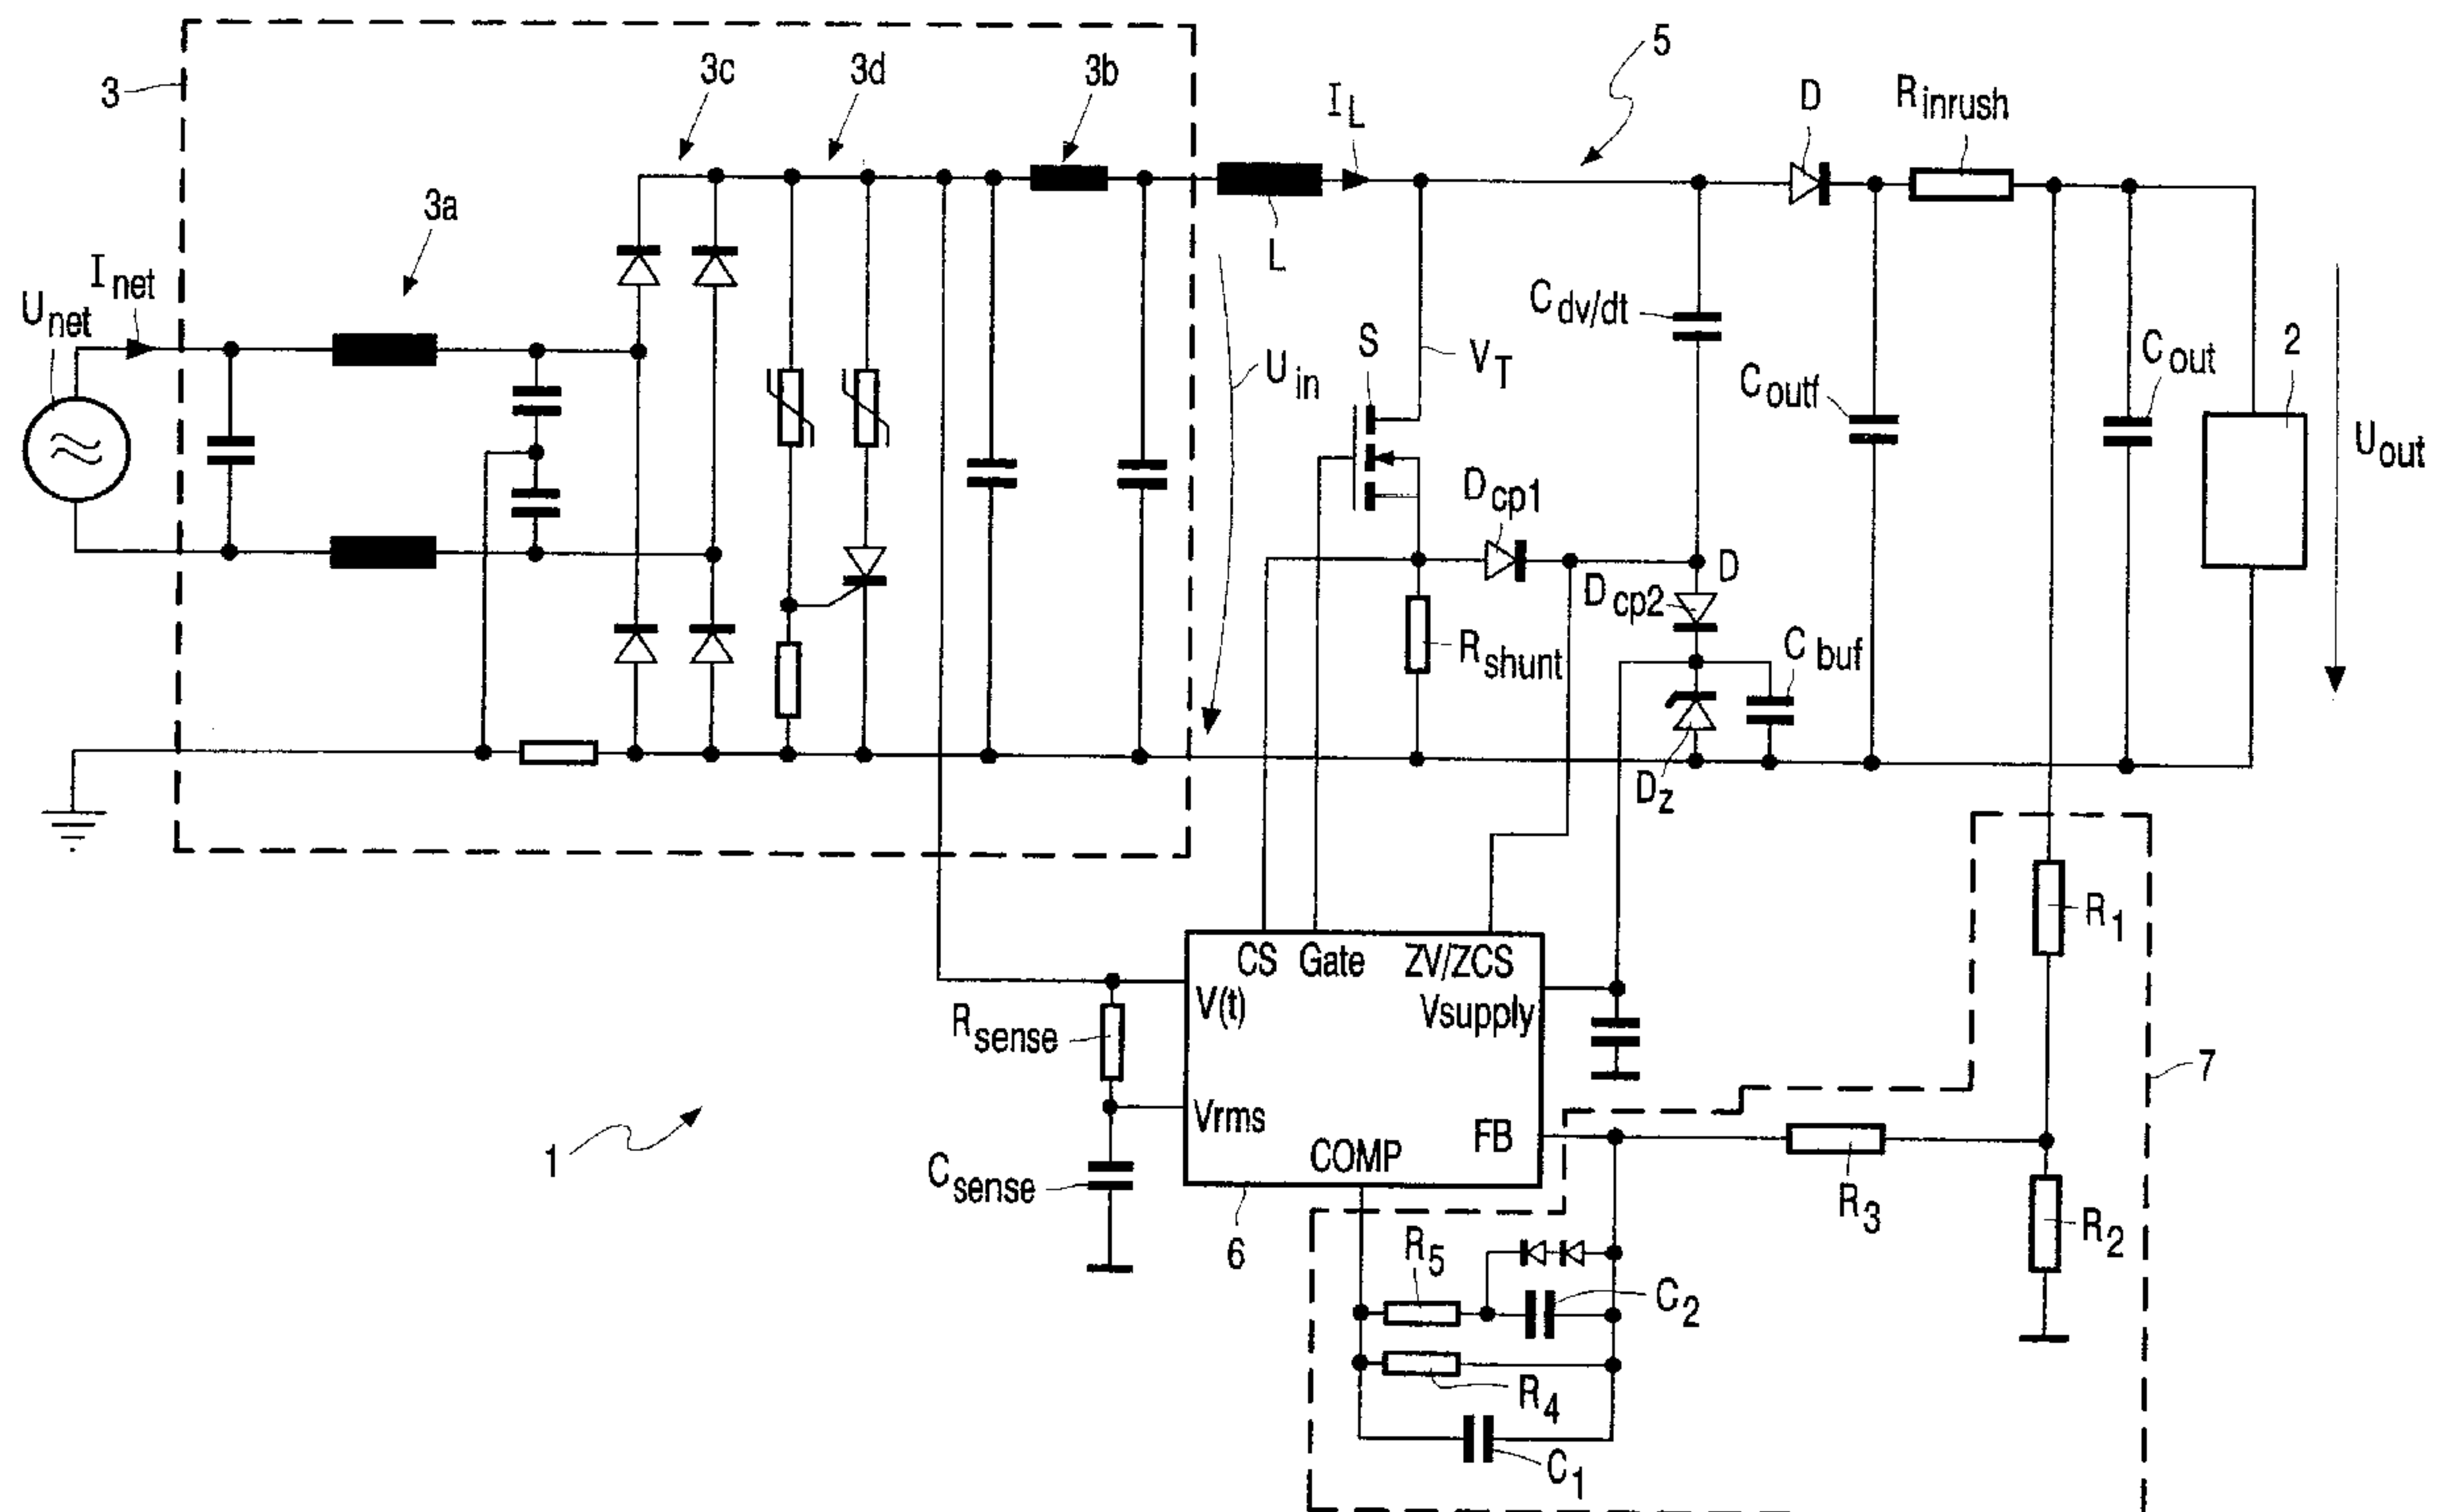 3
3c
3d
3b
I_L
5
D
R_inrush
3a
I_net
U_net
L
C_dv/dt
S
V_T
U_in
C_outf
C_out
2
U_out
D_cp1
D
D_cp2
R_shunt
C_buf
D_z
R_1
CS Gate ZV/ZCS
V(t)
Vsupply
R_sense
7
Vrms
FB
COMP
1
C_sense
R_3
R_2
6
R_5
C_2
R_4
C_1